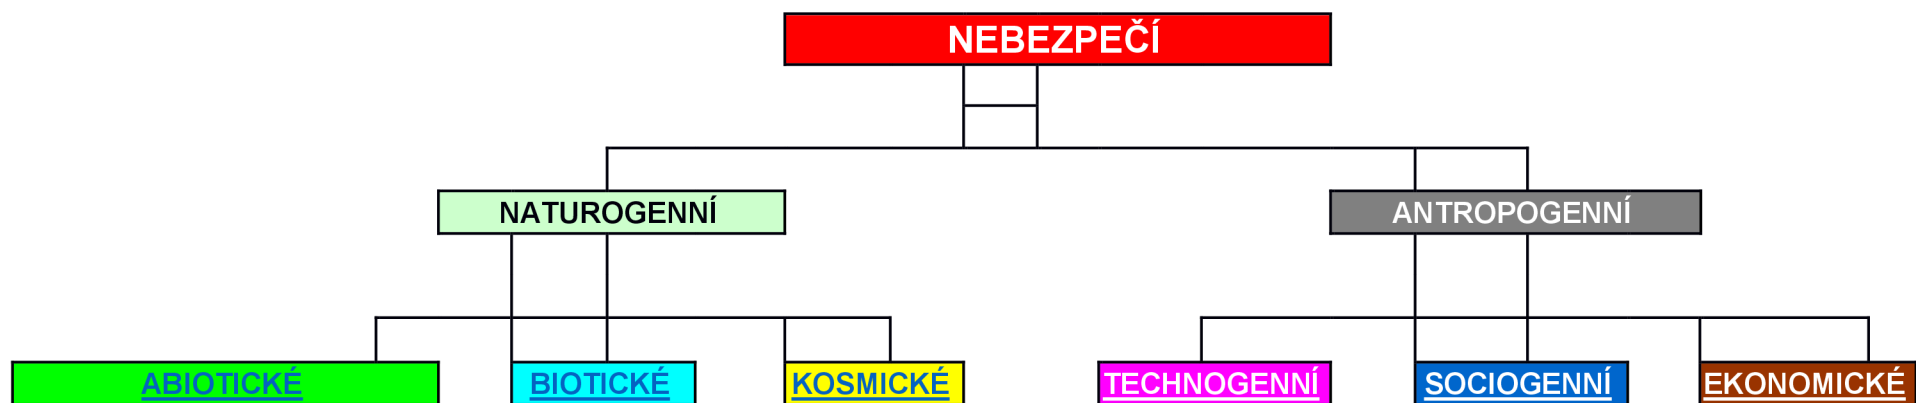 NEBEZPEČÍ
NATUROGENNÍ
ANTROPOGENNÍ
ABIOTICKÉ
BIOTICKÉ
KOSMICKÉ
TECHNOGENNÍ
SOCIOGENNÍ
EKONOMICKÉ